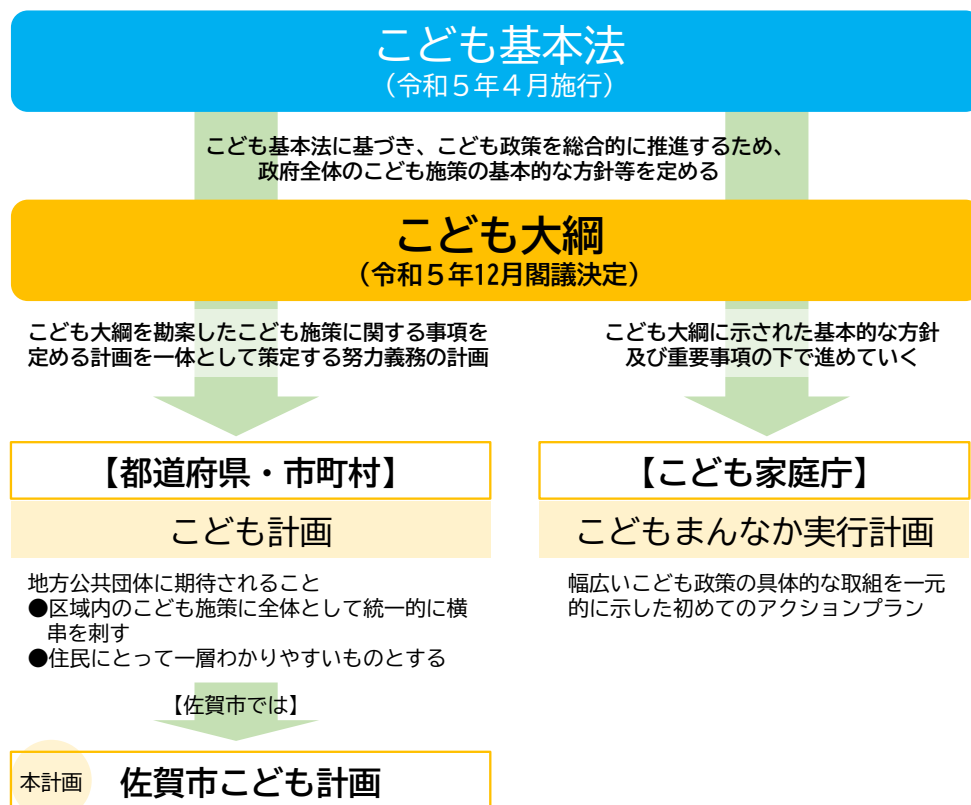 こども基本法
（令和５年４月施行）
こども基本法に基づき、こども政策を総合的に推進するため、
政府全体のこども施策の基本的な方針等を定める
こども大綱
（令和５年12月閣議決定）
こども大綱を勘案したこども施策に関する事項を
定める計画を一体として策定する努力義務の計画
こども大綱に示された基本的な方針
及び重要事項の下で進めていく
【都道府県・市町村】
こども計画
地方公共団体に期待されること
●区域内のこども施策に全体として統一的に横
串を刺す
●住民にとって一層わかりやすいものとする
【こども家庭庁】
こどもまんなか実行計画
幅広いこども政策の具体的な取組を一元
的に示した初めてのアクションプラン
【佐賀市では】
本計画 佐賀市こども計画